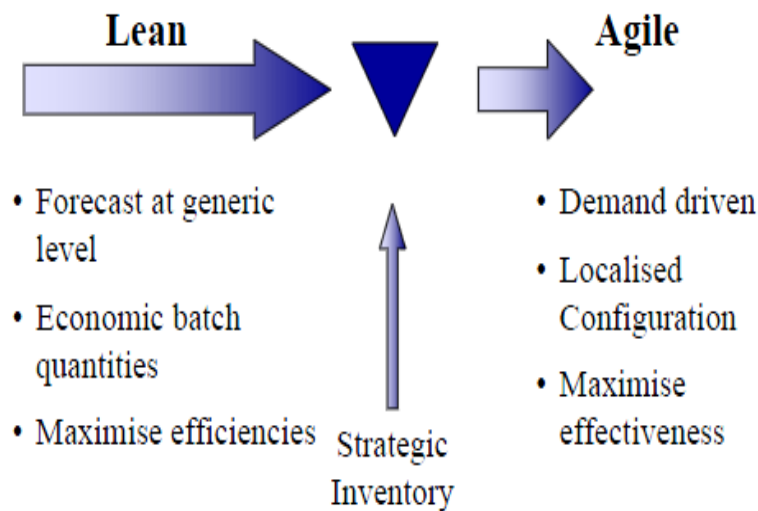 Lean
Agile
• Forecast at generic
level
• Economic batch
quantities
• Maximise efficiencies
Strategic
Inventory
• Demand driven
• Localised
Configuration
• Maximise
effectiveness